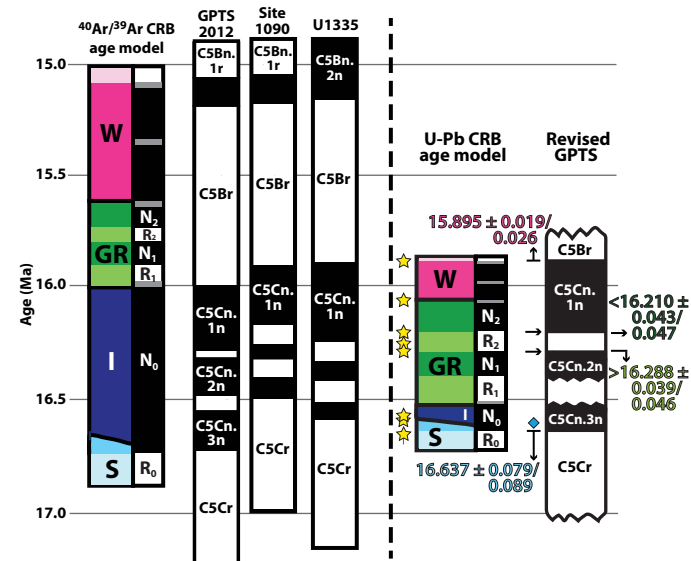 ⁴⁰Ar/³⁹Ar CRB
age model
GPTS
2012
Site
1090
U1335
Age (Ma)
15.0
15.5
16.0
16.5
17.0
W
GR
I
S
N₂
R₂
N₁
R₁
N₀
R₀
C5Bn.
1r
C5Br
C5Cn.
1n
C5Cn.
2n
C5Cn.
3n
C5Cr
C5Bn.
1r
C5Br
C5Cn.
1n
C5Cr
C5Bn.
2n
C5Br
C5Cn.
1n
C5Cr
U-Pb CRB
age model
Revised
GPTS
15.895 ± 0.019/
0.026
W
GR
I
S
N₂
R₂
N₁
R₁
N₀
R₀
C5Br
C5Cn.
1n
C5Cn.2n
C5Cn.3n
C5Cr
<16.210 ±
0.043/
0.047
>16.288 ±
0.039/
0.046
16.637 ± 0.079/
0.089